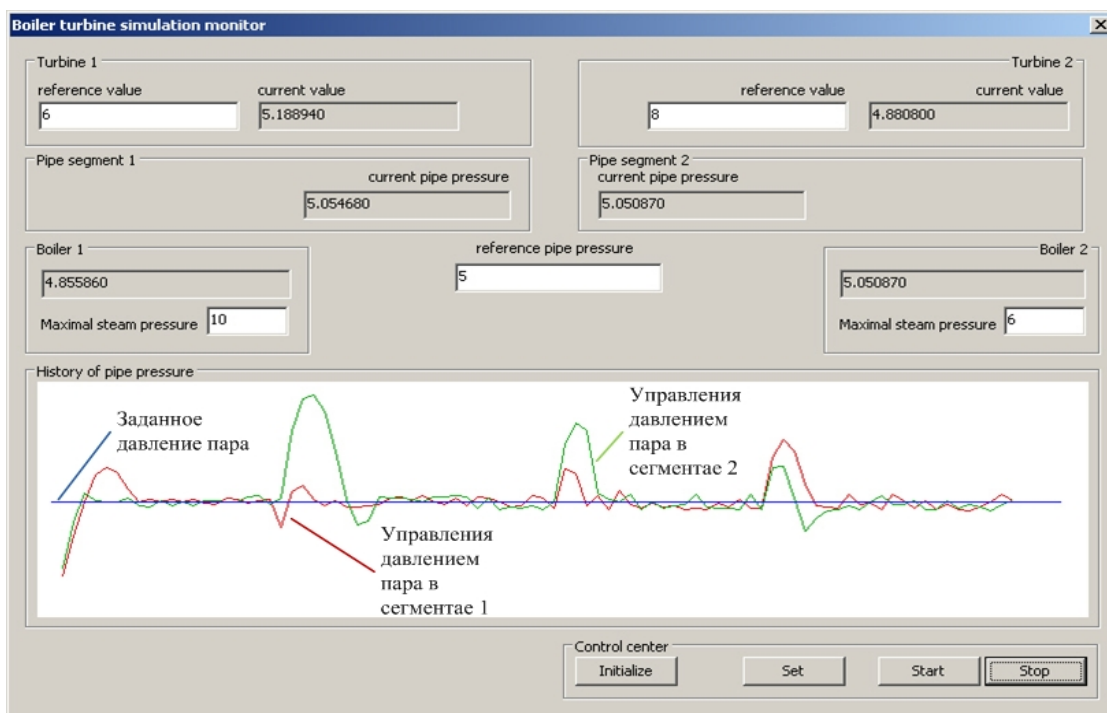 Boiler turbine simulation monitor
Turbine 1
Turbine 2
reference value
current value
reference value
current value
6
5.188940
8
4.880800
Pipe segment 1
Pipe segment 2
current pipe pressure
current pipe pressure
5.054680
5.050870
Boiler 1
reference pipe pressure
Boiler 2
4.855860
5
5.050870
Maximal steam pressure
10
Maximal steam pressure
6
History of pipe pressure
Заданное
давление пара
Управления
давлением
пара в
сегментае 2
Управления
давлением
пара в
сегментае 1
Control center
Initialize
Set
Start
Stop